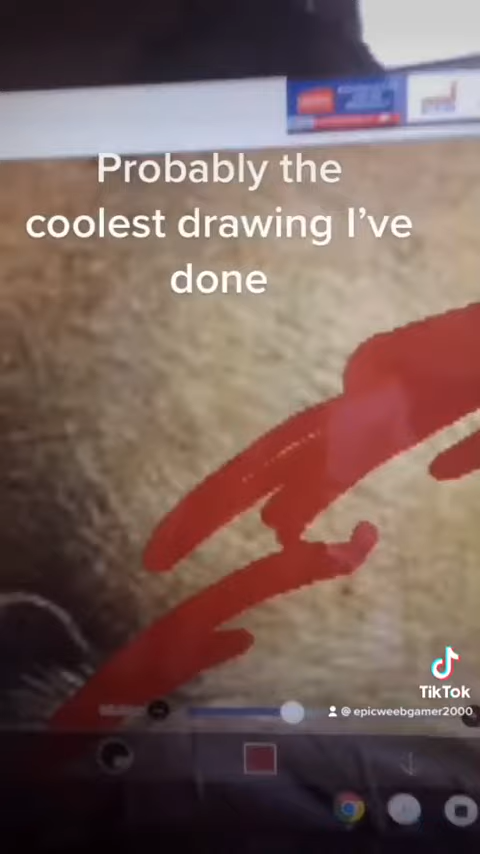 Probably the
coolest drawing I’ve
done
TikTok
@epicweebgamer2000